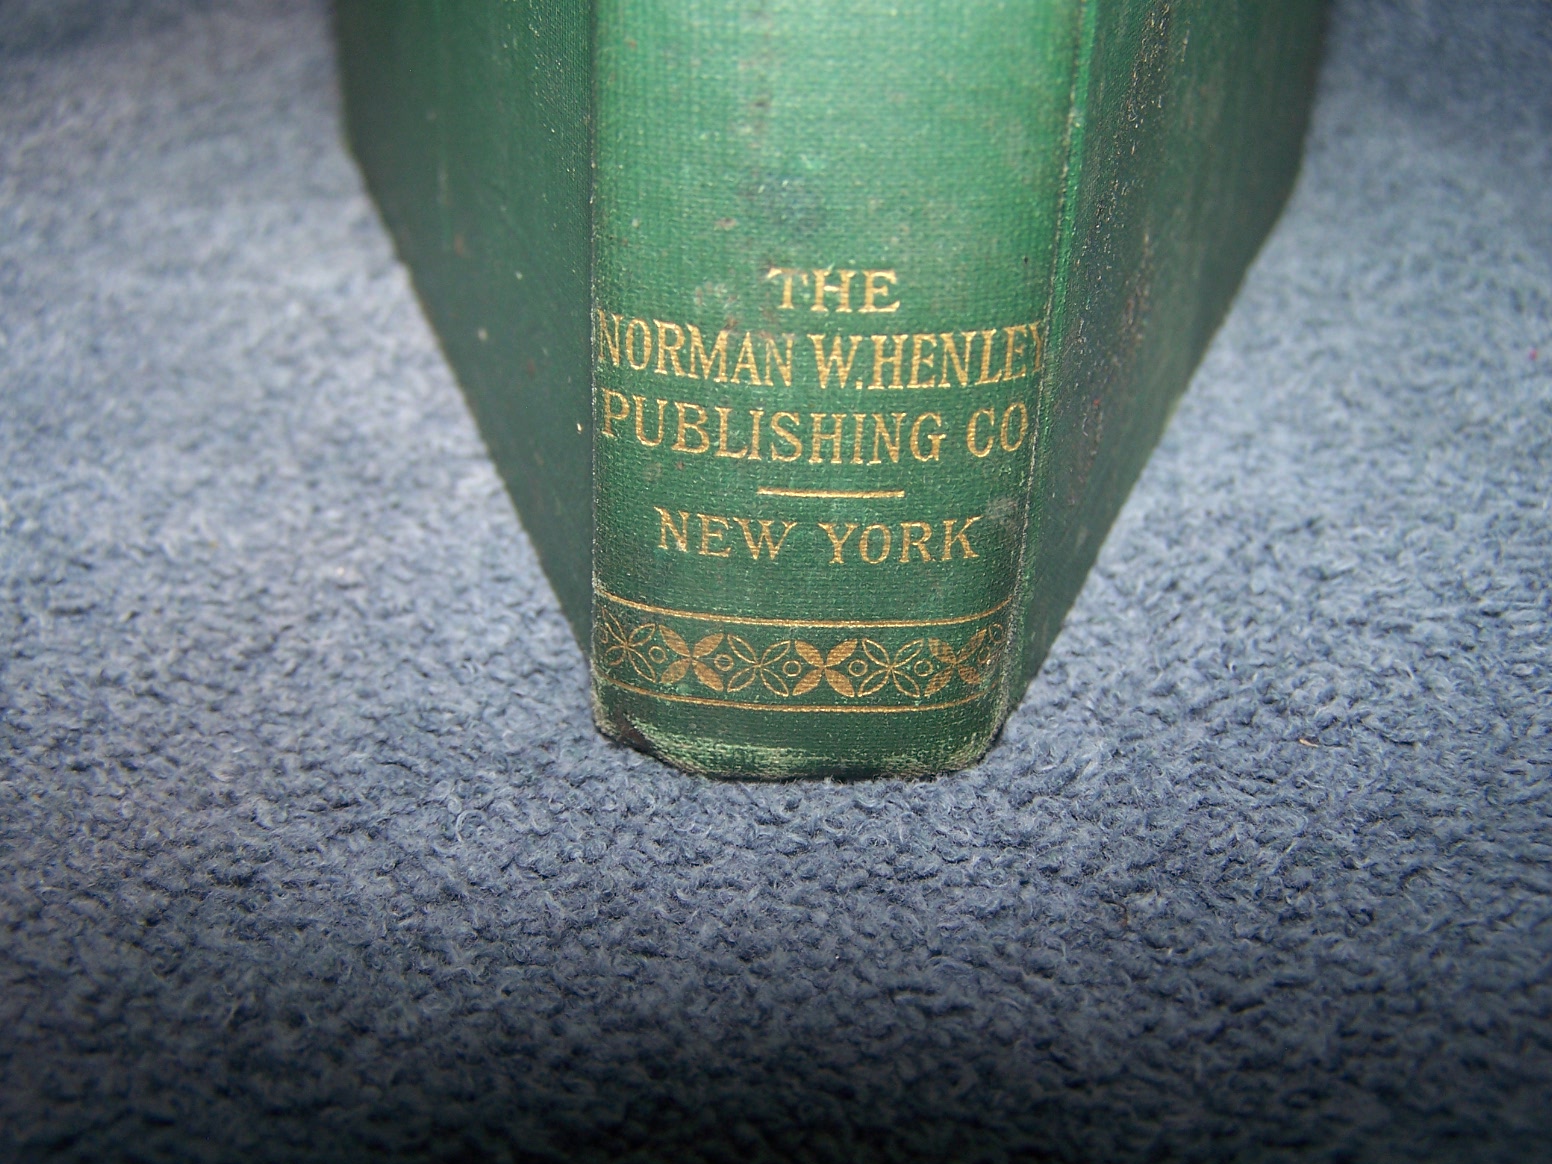 THE
NORMAN W. HENLEY
PUBLISHING CO
NEW YORK